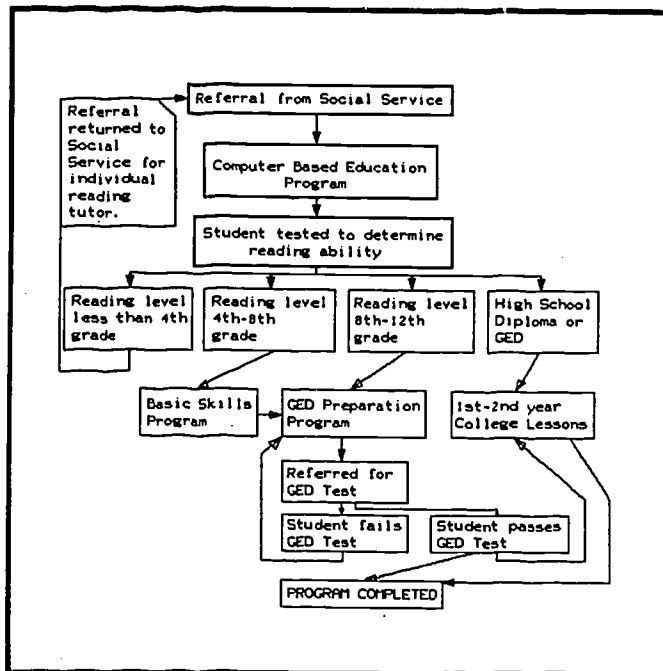 Referral from Social Service
Referral
returned to
Social
Service for
individual
reading
tutor.
Computer Based Education
Program
Student tested to determine
reading ability
Reading level
less than 4th
grade
Reading level
4th-8th
grade
Reading level
8th-12th
grade
High School
Diploma or
GED
Basic Skills
Program
GED Preparation
Program
1st-2nd year
College Lessons
Referred for
GED Test
Student fails
GED Test
Student passes
GED Test
PROGRAM COMPLETED